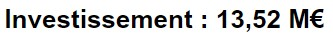 Investissement : 13,52 M€